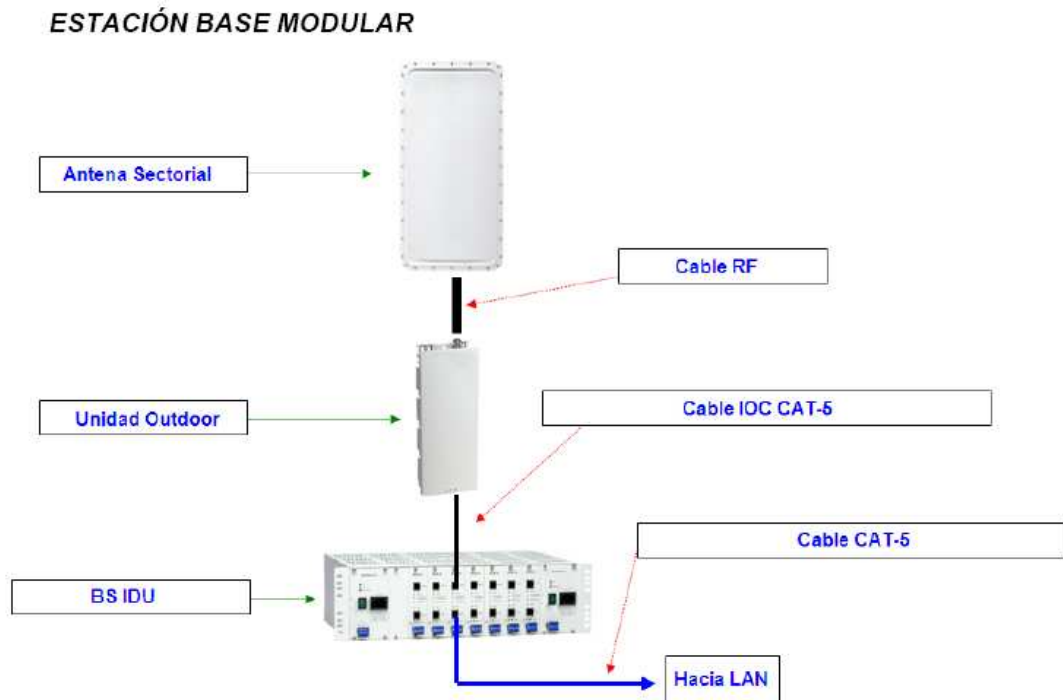 ESTACIÓN BASE MODULAR
Antena Sectorial
Cable RF
Unidad Outdoor
Cable IOC CAT-5
Cable CAT-5
BS IDU
Hacia LAN